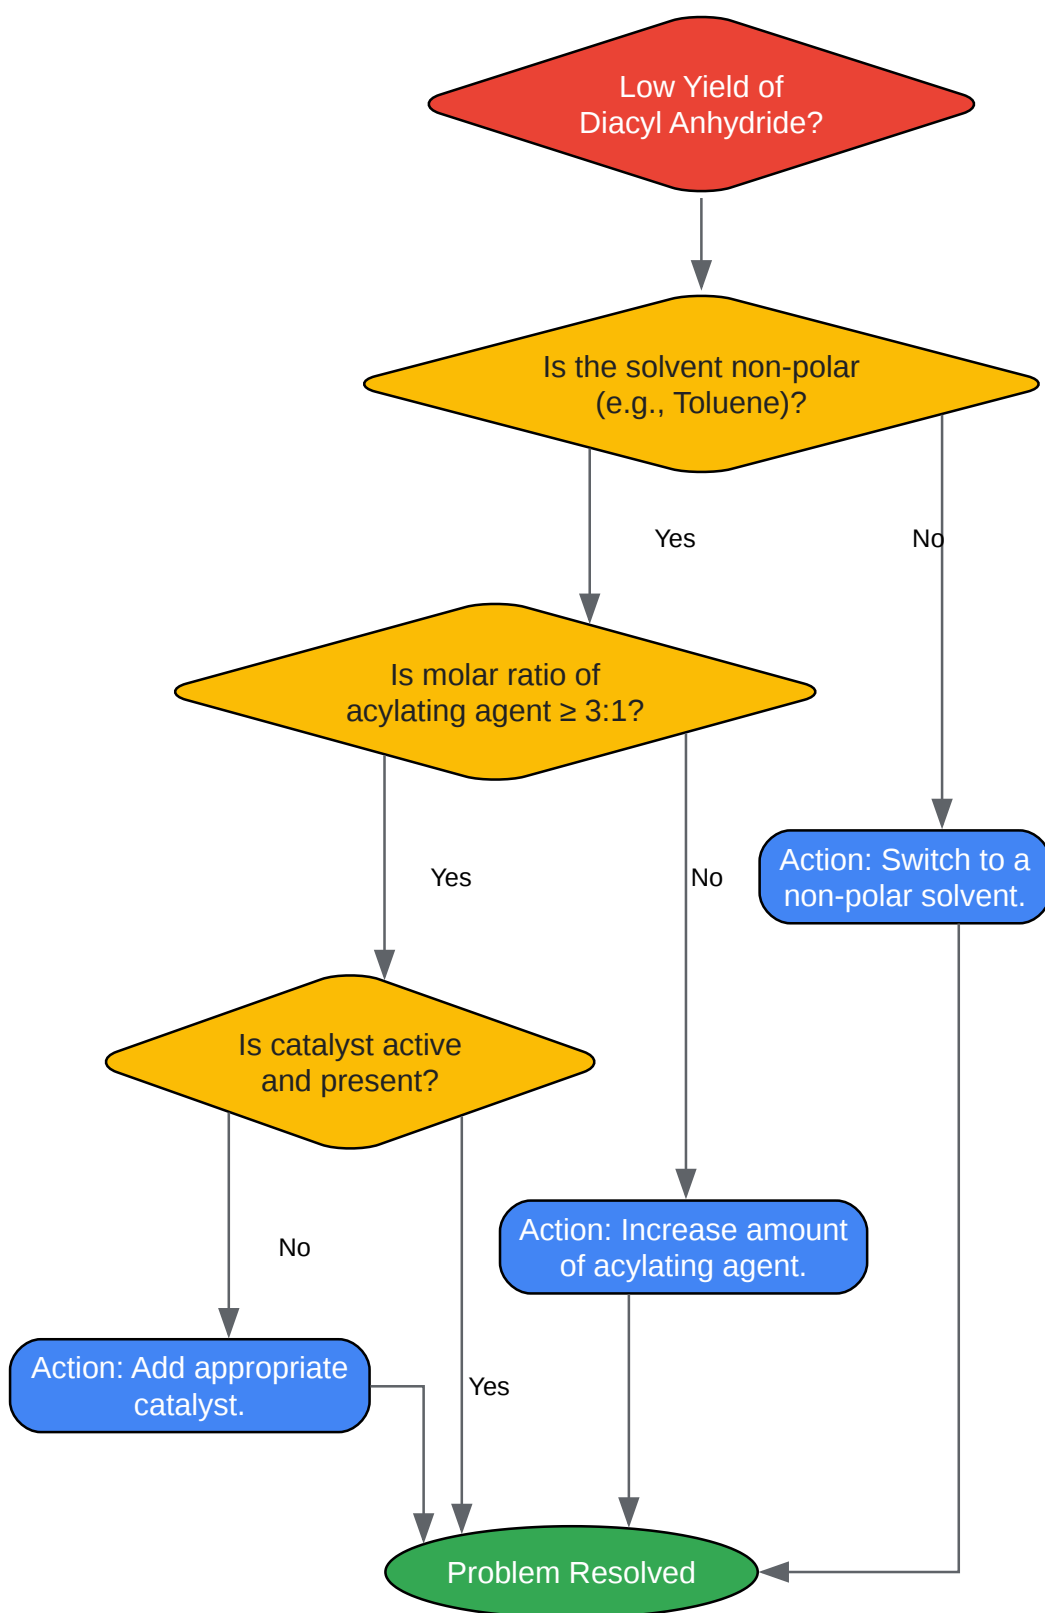 Low Yield of
Diacyl Anhydride?
Is the solvent non-polar
(e.g., Toluene)?
Yes
No
Is molar ratio of
acylating agent ≥ 3:1?
Yes
No
Action: Switch to a
non-polar solvent.
Is catalyst active
and present?
No
Yes
Action: Increase amount
of acylating agent.
Action: Add appropriate
catalyst.
Problem Resolved